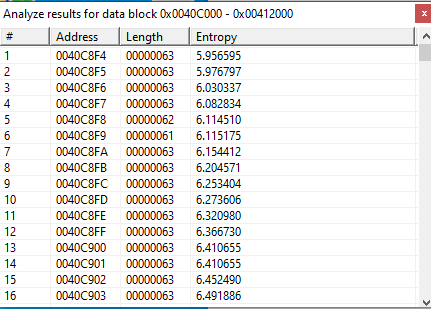 Analyze results for data block 0x0040C000 - 0x00412000 x
# Address Length Entropy
1 0040C8F4 00000063 5.956595
2 0040C8F5 00000063 5.976797
3 0040C8F6 00000063 6.030337
4 0040C8F7 00000063 6.082834
5 0040C8F8 00000062 6.114510
6 0040C8F9 00000061 6.115175
7 0040C8FA 00000063 6.154412
8 0040C8FB 00000063 6.204571
9 0040C8FC 00000063 6.253404
10 0040C8FD 00000063 6.273606
11 0040C8FE 00000063 6.320980
12 0040C8FF 00000063 6.366730
13 0040C900 00000063 6.410655
14 0040C901 00000063 6.410655
15 0040C902 00000063 6.452490
16 0040C903 00000063 6.491886